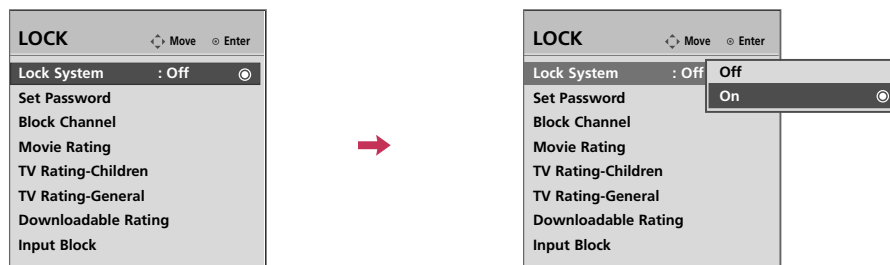 LOCK Move Enter
Lock System : Off
Set Password
Block Channel
Movie Rating
TV Rating-Children
TV Rating-General
Downloadable Rating
Input Block
LOCK Move Enter
Lock System : Off
Off
On
Set Password
Block Channel
Movie Rating
TV Rating-Children
TV Rating-General
Downloadable Rating
Input Block